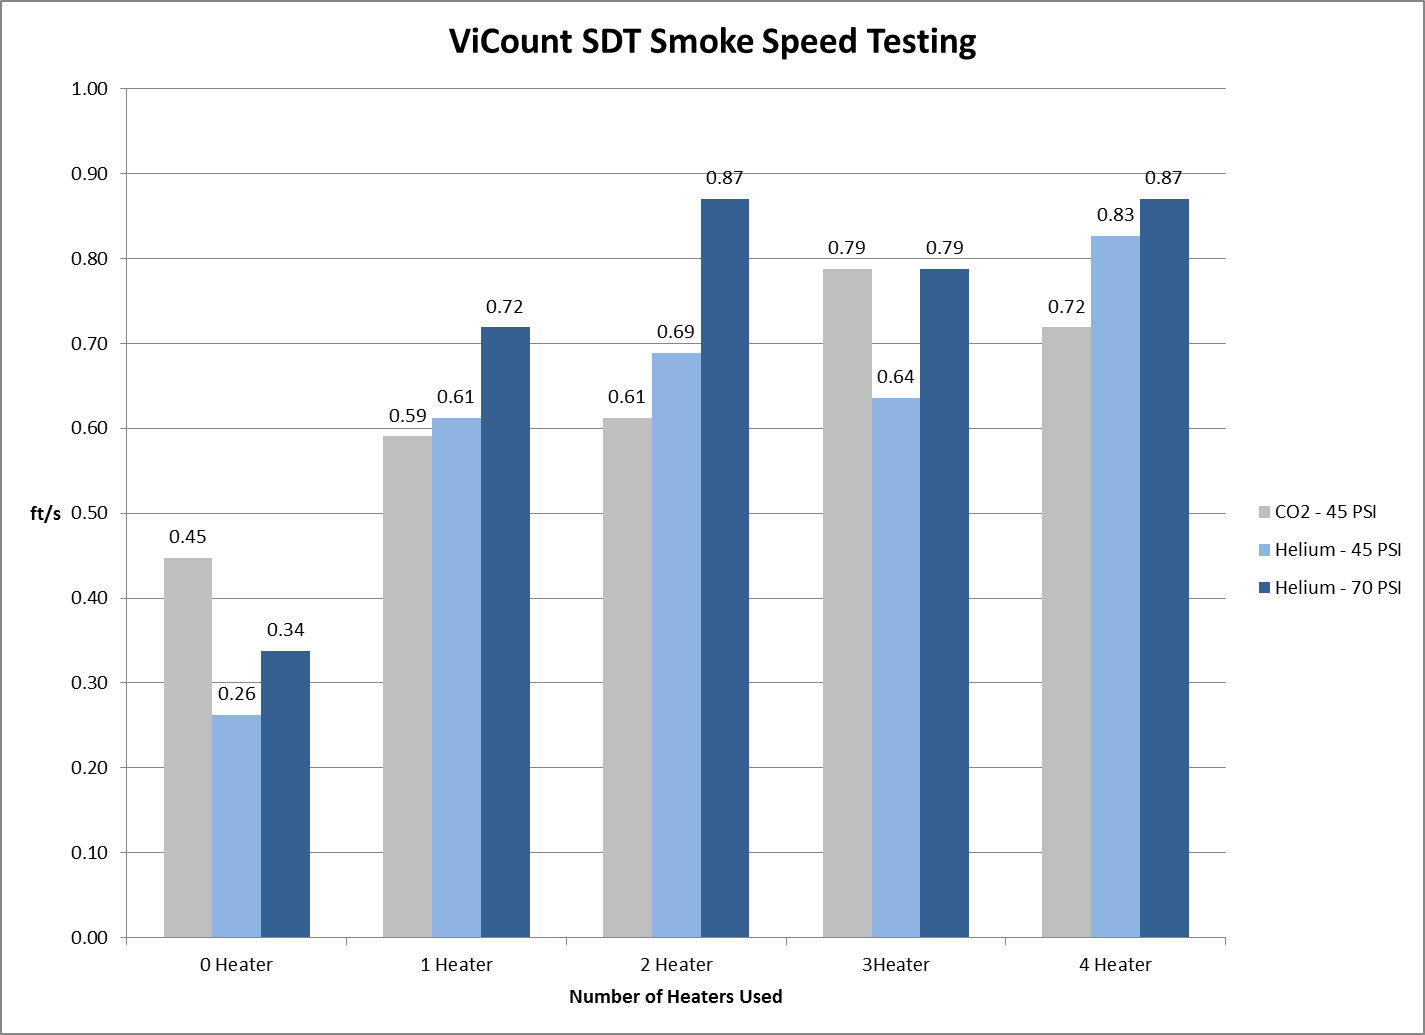 ViCount SDT Smoke Speed Testing
1.00
0.90
0.80
0.70
0.60
0.50
0.40
0.30
0.20
0.10
0.00
ft/s
0.45
0.26
0.34
0.59
0.61
0.72
0.61
0.69
0.87
0.79
0.64
0.79
0.72
0.83
0.87
0 Heater
1 Heater
2 Heater
3Heater
4 Heater
Number of Heaters Used
CO2 - 45 PSI
Helium - 45 PSI
Helium - 70 PSI